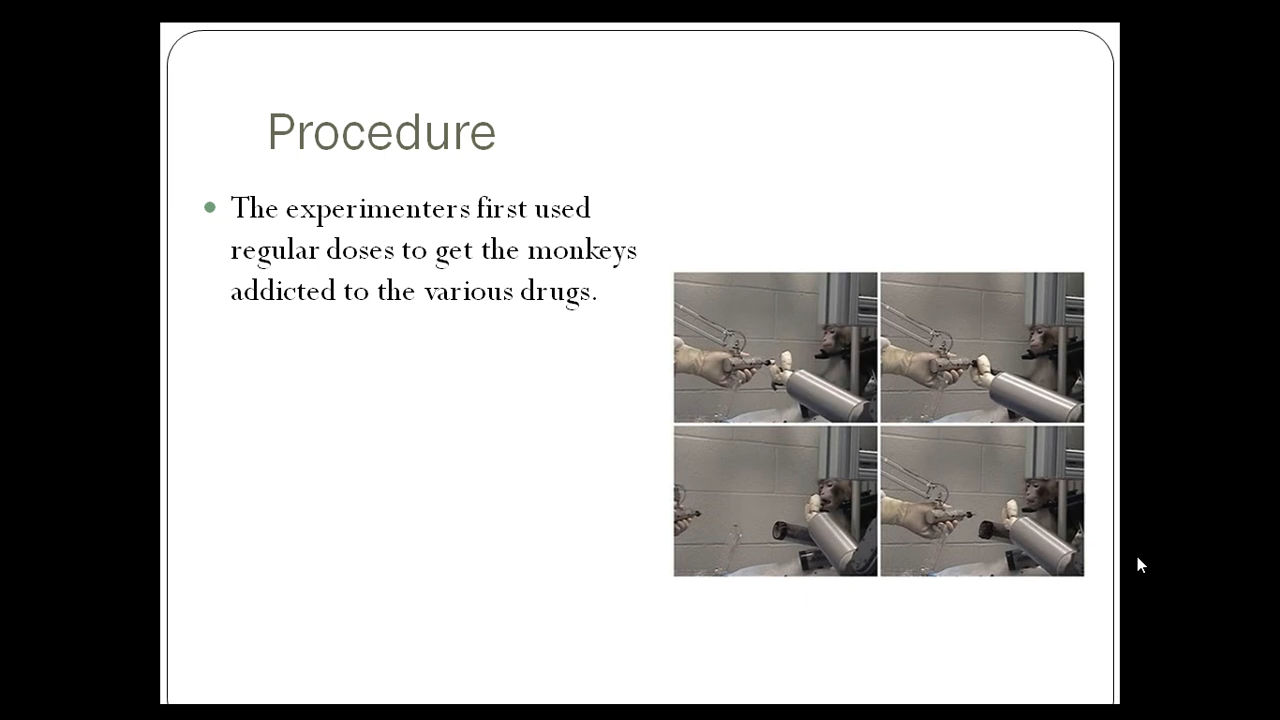 Procedure
The experimenters first used
regular doses to get the monkeys
addicted to the various drugs.